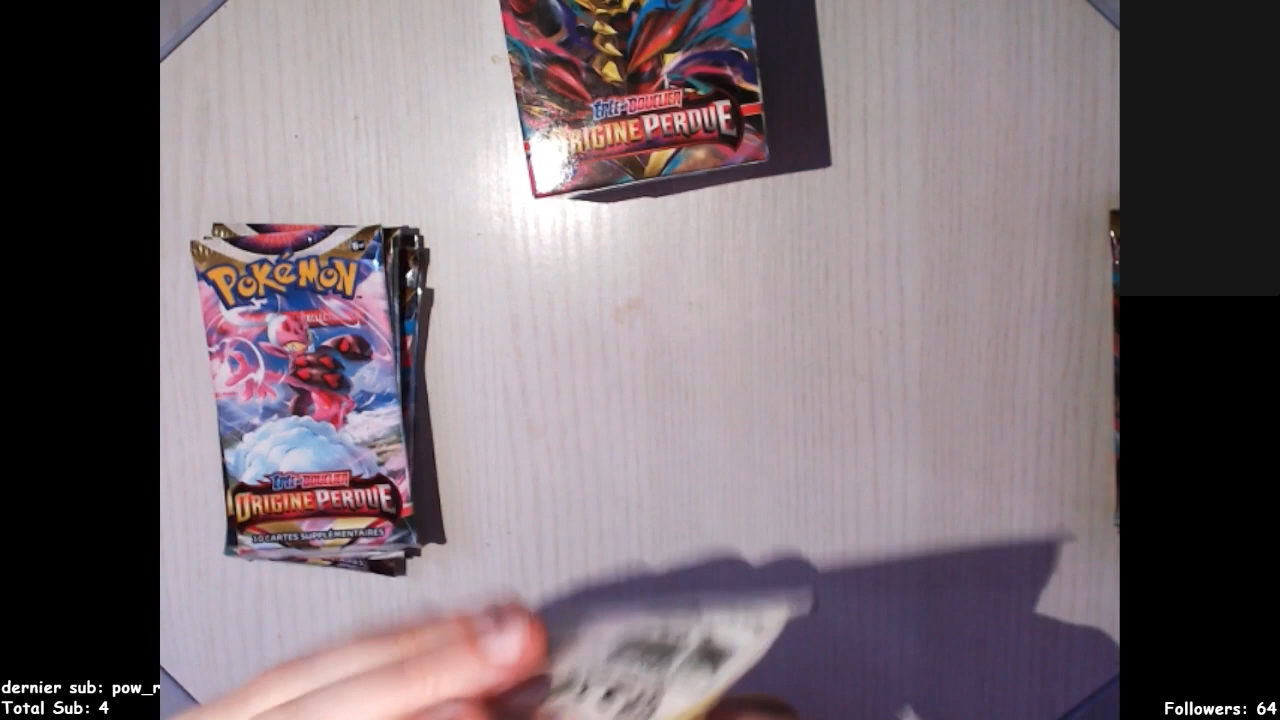 ÉPÉE ET BOUCLIER
ORIGINE PERDUE
POKÉMON
ÉPÉE ET BOUCLIER
ORIGINE PERDUE
10 CARTES SUPPLÉMENTAIRES
dernier sub: pow_r
Total Sub: 4
Followers: 64